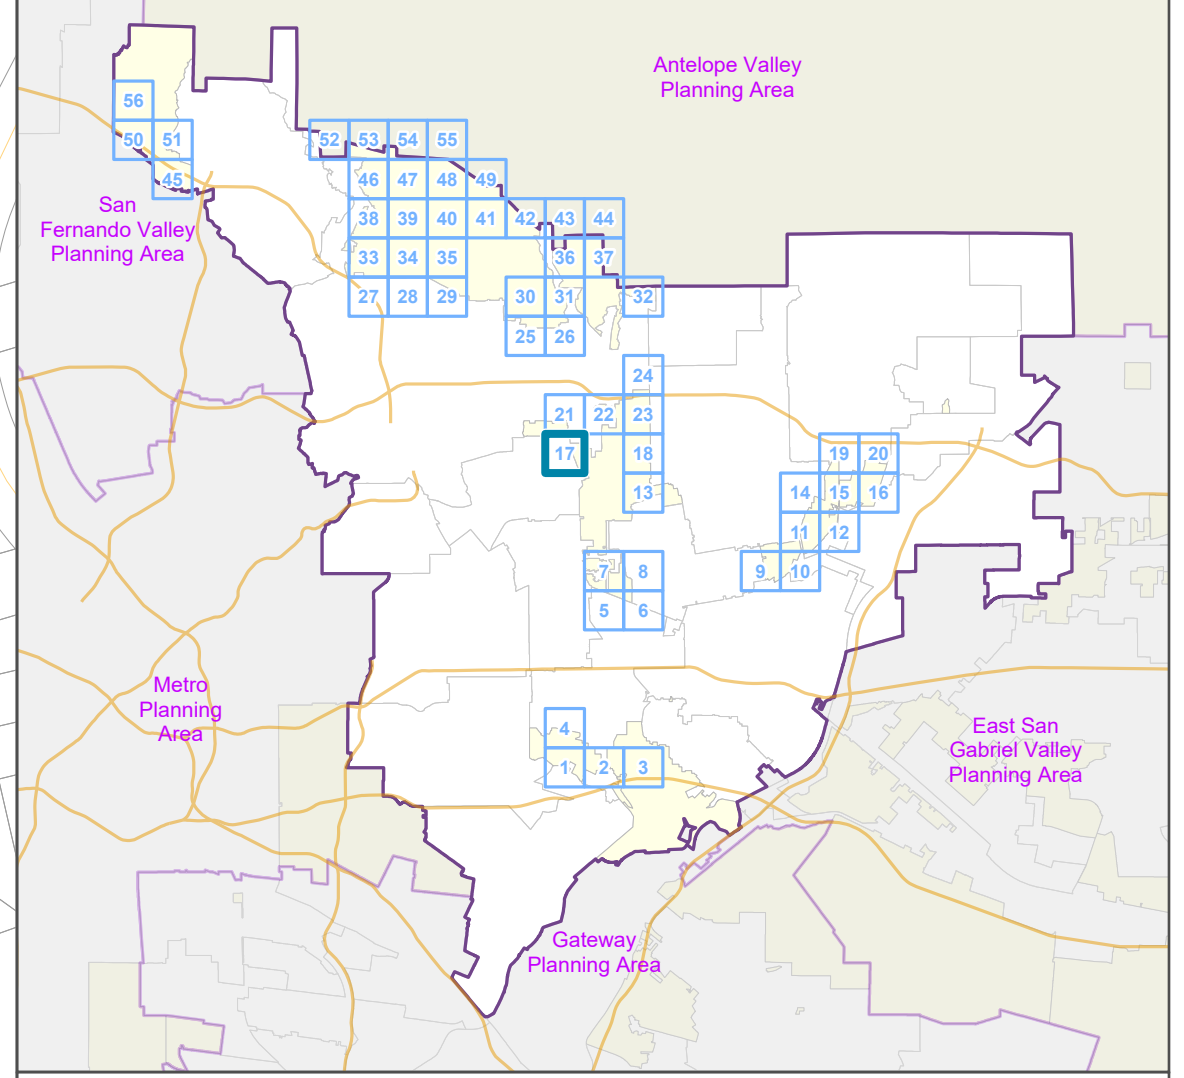 Antelope Valley
Planning Area
56
50 51
52 53 54 55
45
46 47 48 49
San
Fernando Valley
Planning Area
38 39 40 41 42 43 44
33 34 35 36 37
27 28 29 30 31 32
25 26
24
21 22 23
17 18 19 20
13 14 15 16
11 12
7 8 9 10
5 6
Metro
Planning
Area
4
East San
Gabriel Valley
Planning Area
1 2 3
Gateway
Planning Area